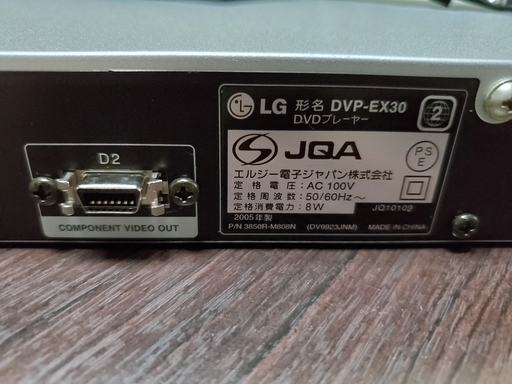 LG 形名 DVP-EX30
DVDプレーヤー
2
JQA
PS
E
エルジー電子ジャパン株式会社
定格電圧:AC 100V
定格周波数:50/60Hz～
定格消費電力:8W
JQ10109
2005年製
P/N 3850R-M808N (DV9923JNM) MADE IN CHINA
D2
COMPONENT VIDEO OUT